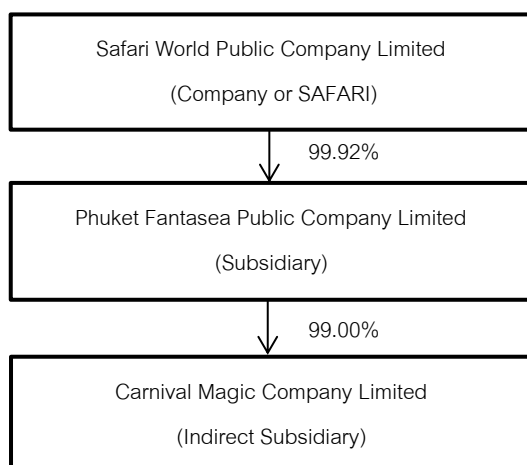 Safari World Public Company Limited
(Company or SAFARI)
99.92%
Phuket Fantasea Public Company Limited
(Subsidiary)
99.00%
Carnival Magic Company Limited
(Indirect Subsidiary)